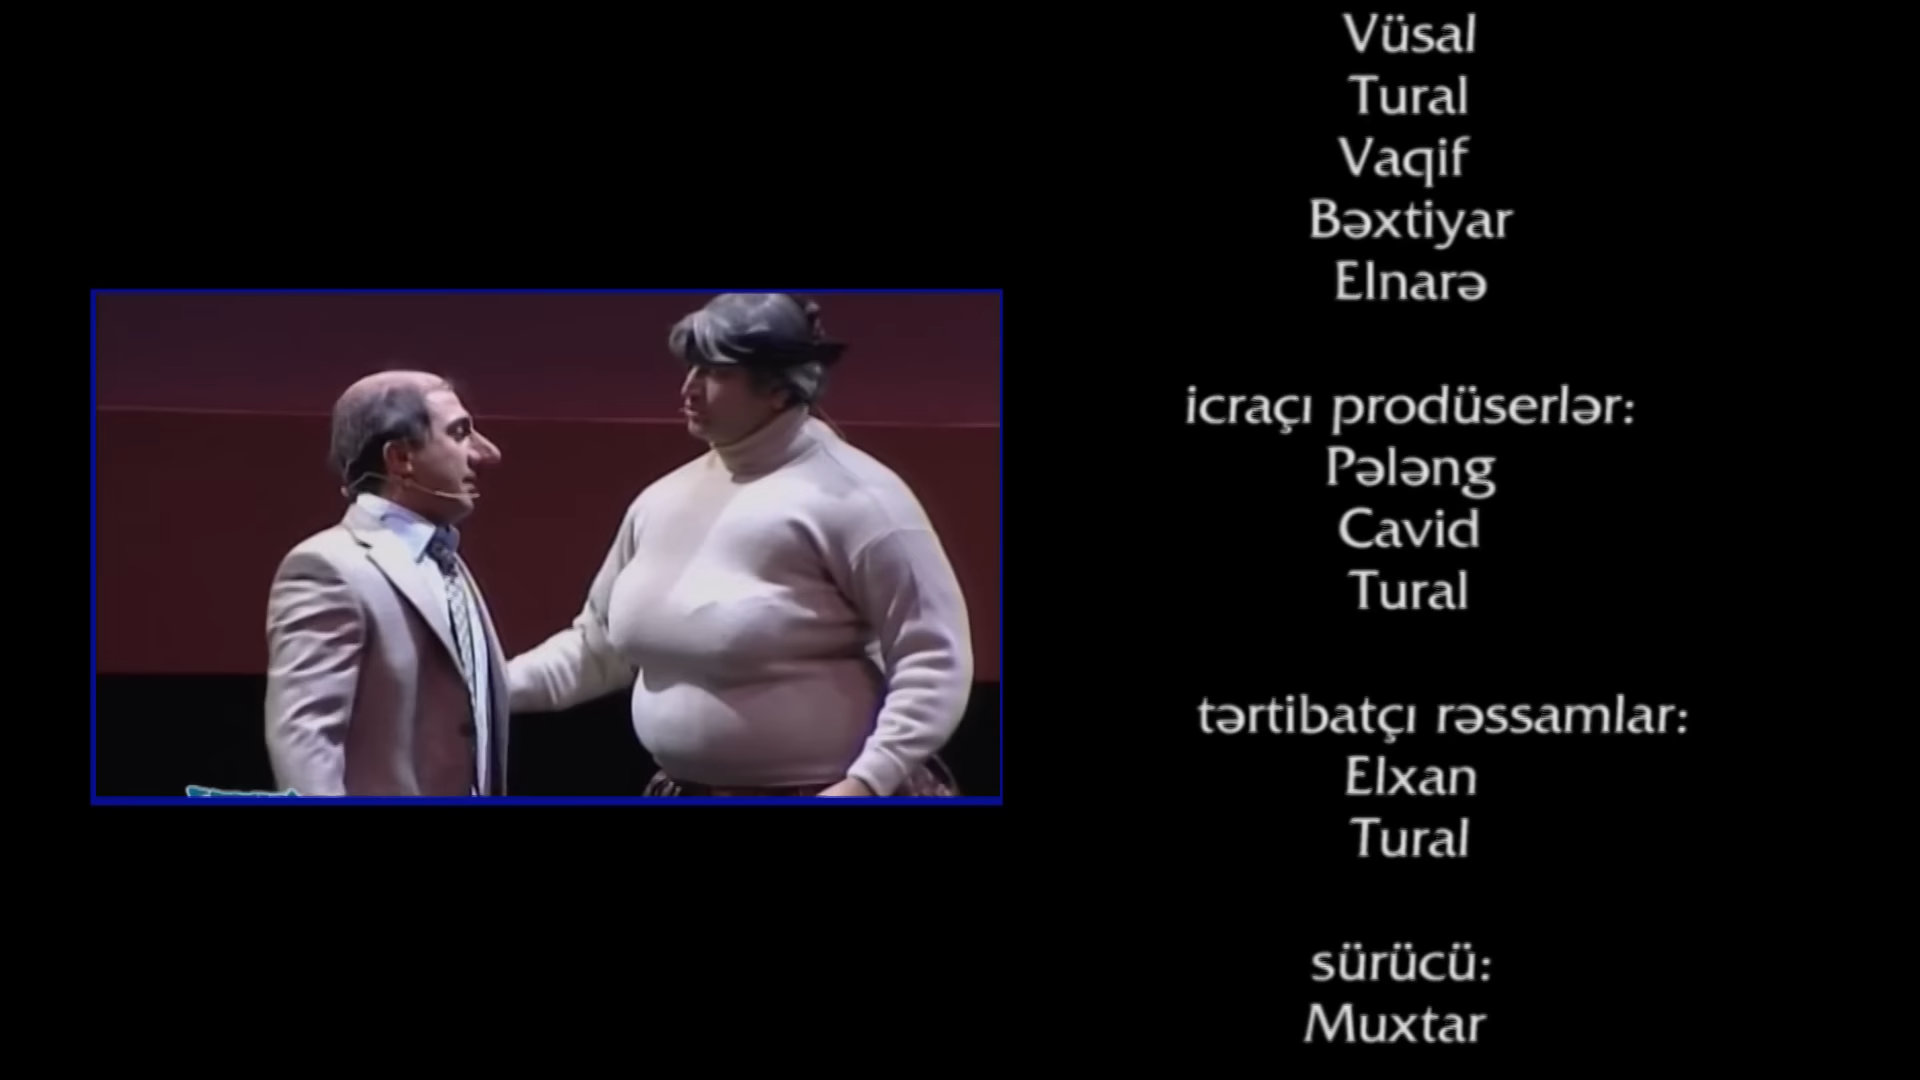 Vüsal
Tural
Vaqif
Bəxtiyar
Elnarə
icraçı prodüserlər:
Pələng
Cavid
Tural
tərtibatçı rəssamlar:
Elxan
Tural
sürücü:
Muxtar